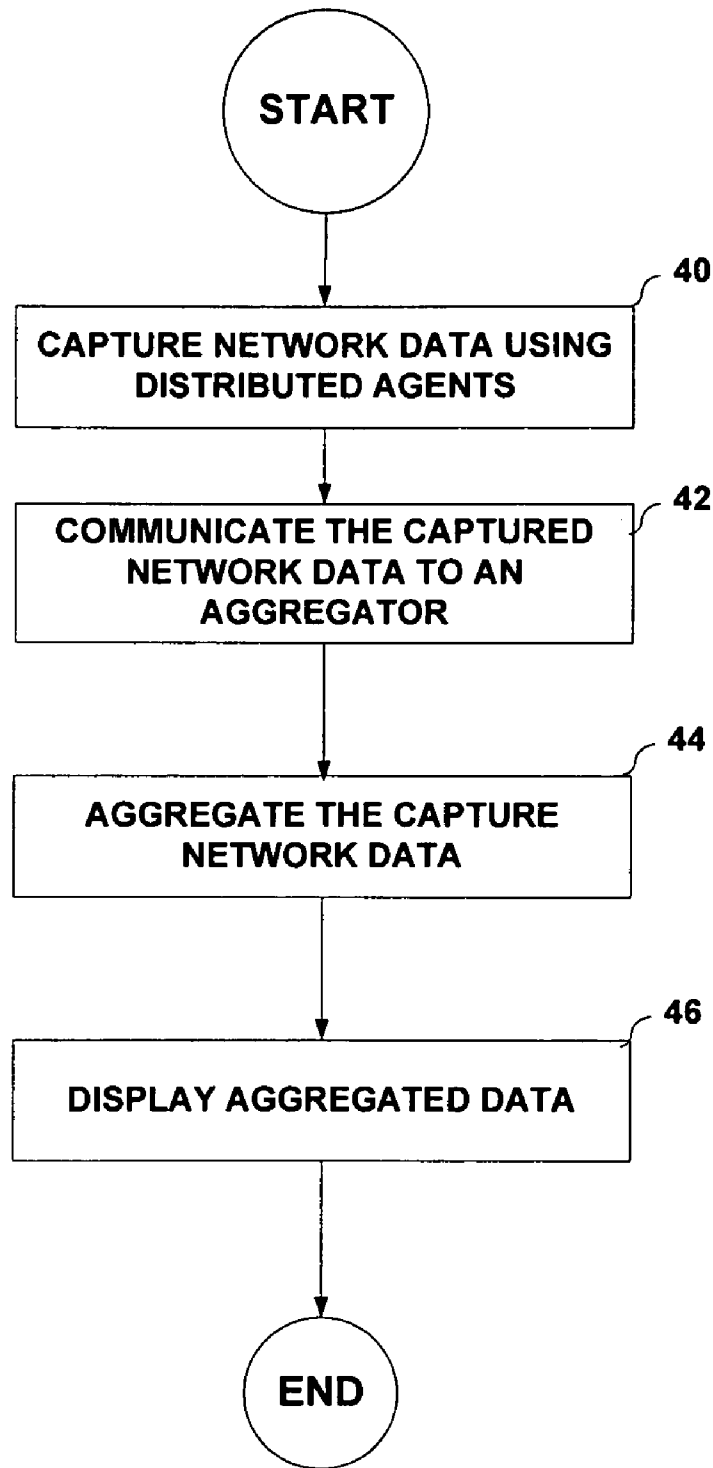 START
40
CAPTURE NETWORK DATA USING
DISTRIBUTED AGENTS
42
COMMUNICATE THE CAPTURED
NETWORK DATA TO AN
AGGREGATOR
44
AGGREGATE THE CAPTURE
NETWORK DATA
46
DISPLAY AGGREGATED DATA
END